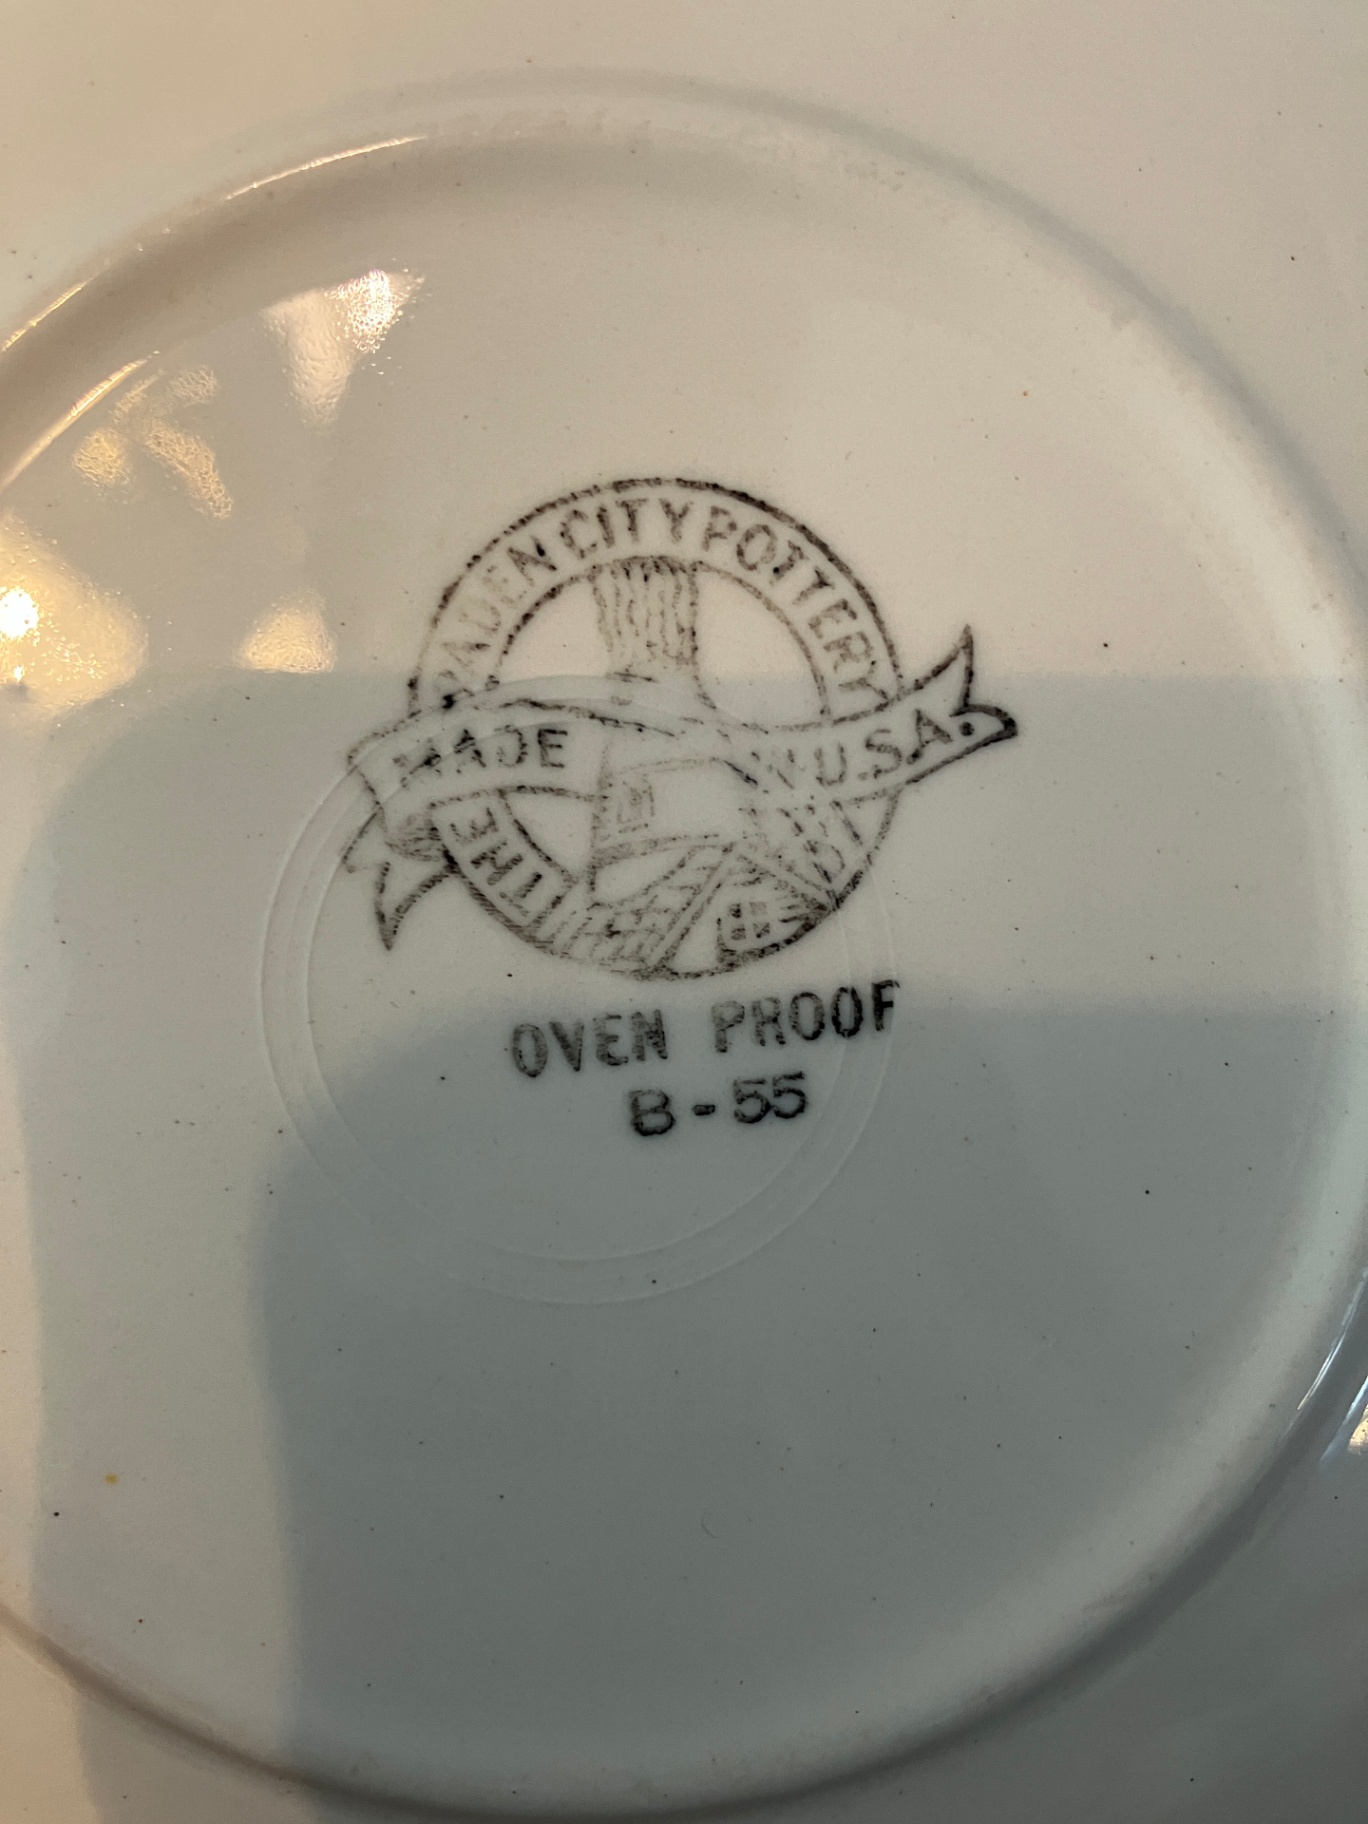 THE PADEN CITY POTTERY
MADE IN U.S.A.
OVEN PROOF
B-55